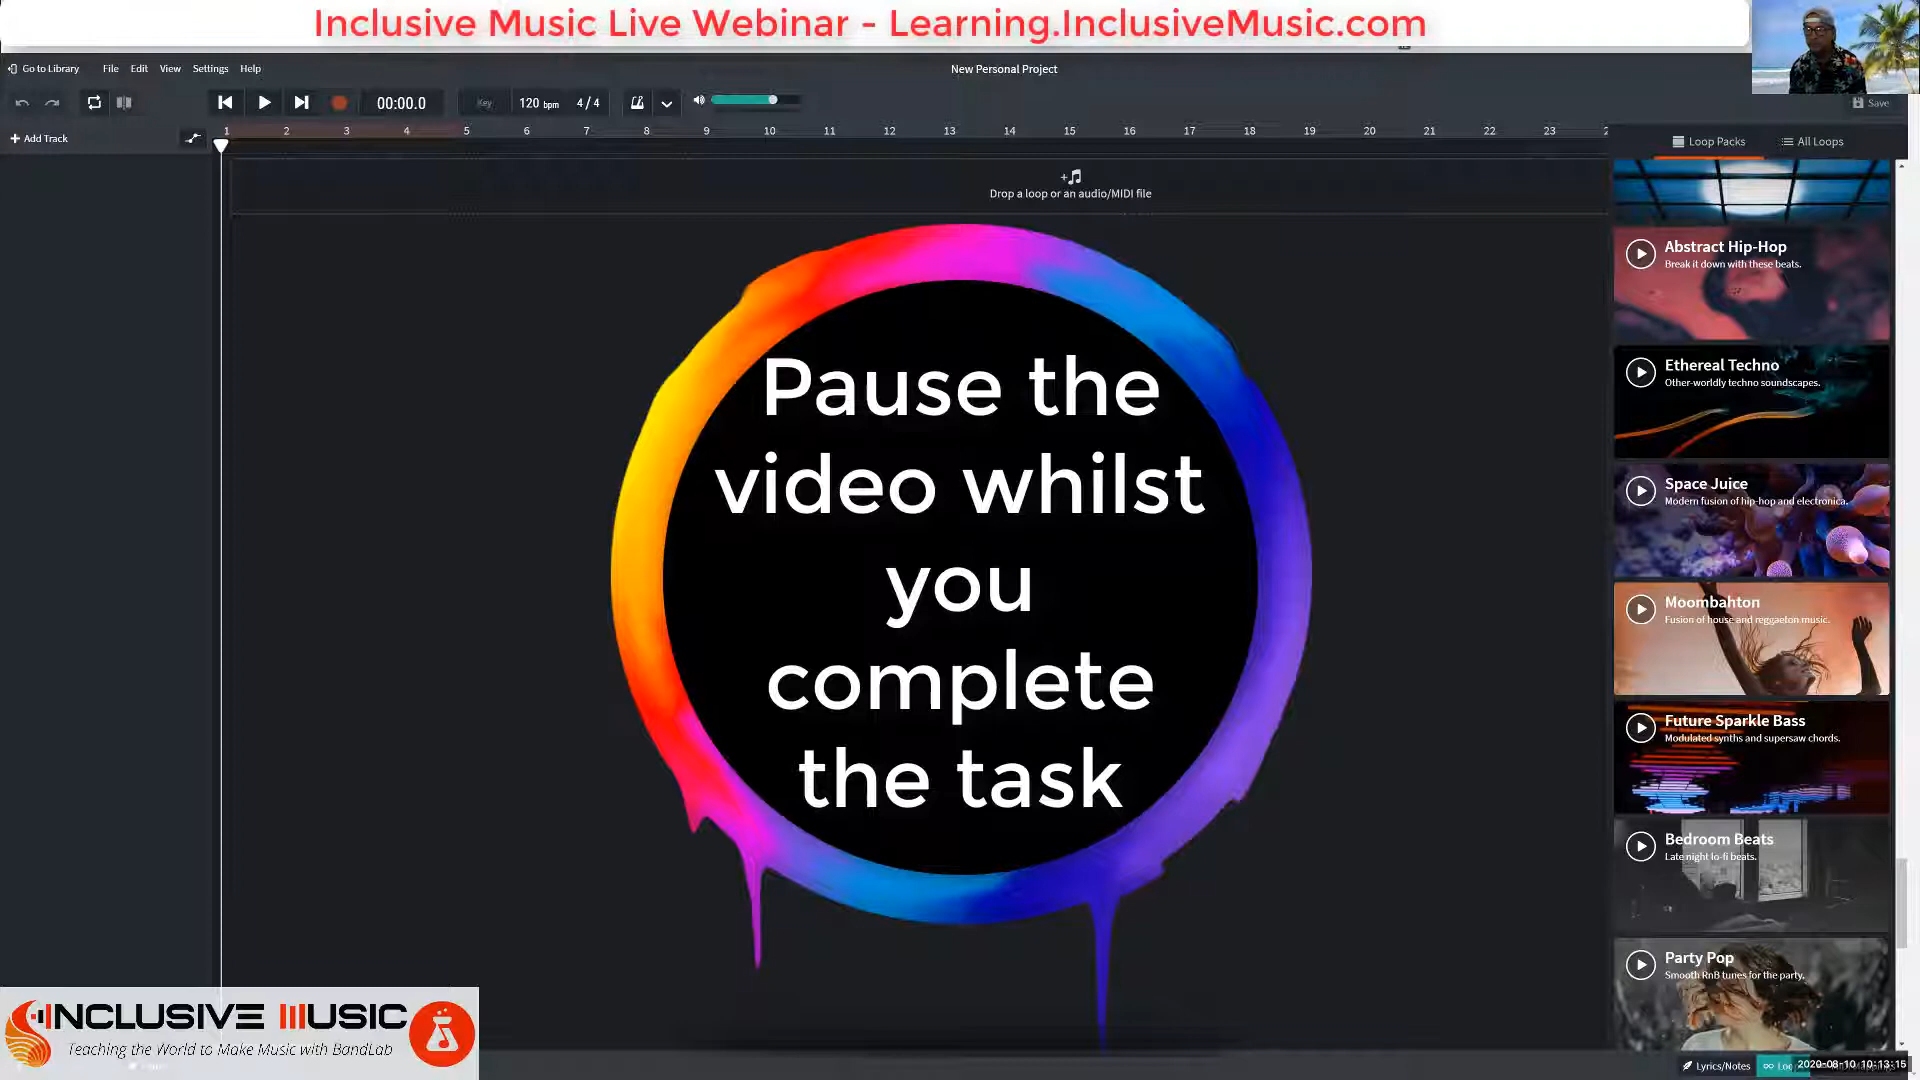 Inclusive Music Live Webinar - Learning.InclusiveMusic.com
Go to Library File Edit View Settings Help
New Personal Project
00:00.0
Key 120 bpm 4 / 4
Save
Add Track
1 2 3 4 5 6 7 8 9 10 11 12 13 14 15 16 17 18 19 20 21 22 23
Loop Packs All Loops
Drop a loop or an audio/MIDI file
Pause the
video whilst
you
complete
the task
Abstract Hip-Hop
Break it down with these beats.
Ethereal Techno
Other-worldly techno soundscapes.
Space Juice
Modern fusion of hip-hop and electronica.
Moombahton
Fusion of house and reggaeton music.
Future Sparkle Bass
Modulated synths and supersaw chords.
Bedroom Beats
Late night lo-fi beats.
Party Pop
Smooth RnB tunes for the party.
INCLUSIVE MUSIC
Teaching the World to Make Music with BandLab
Lyrics/Notes
2020-08-10 10:13:15